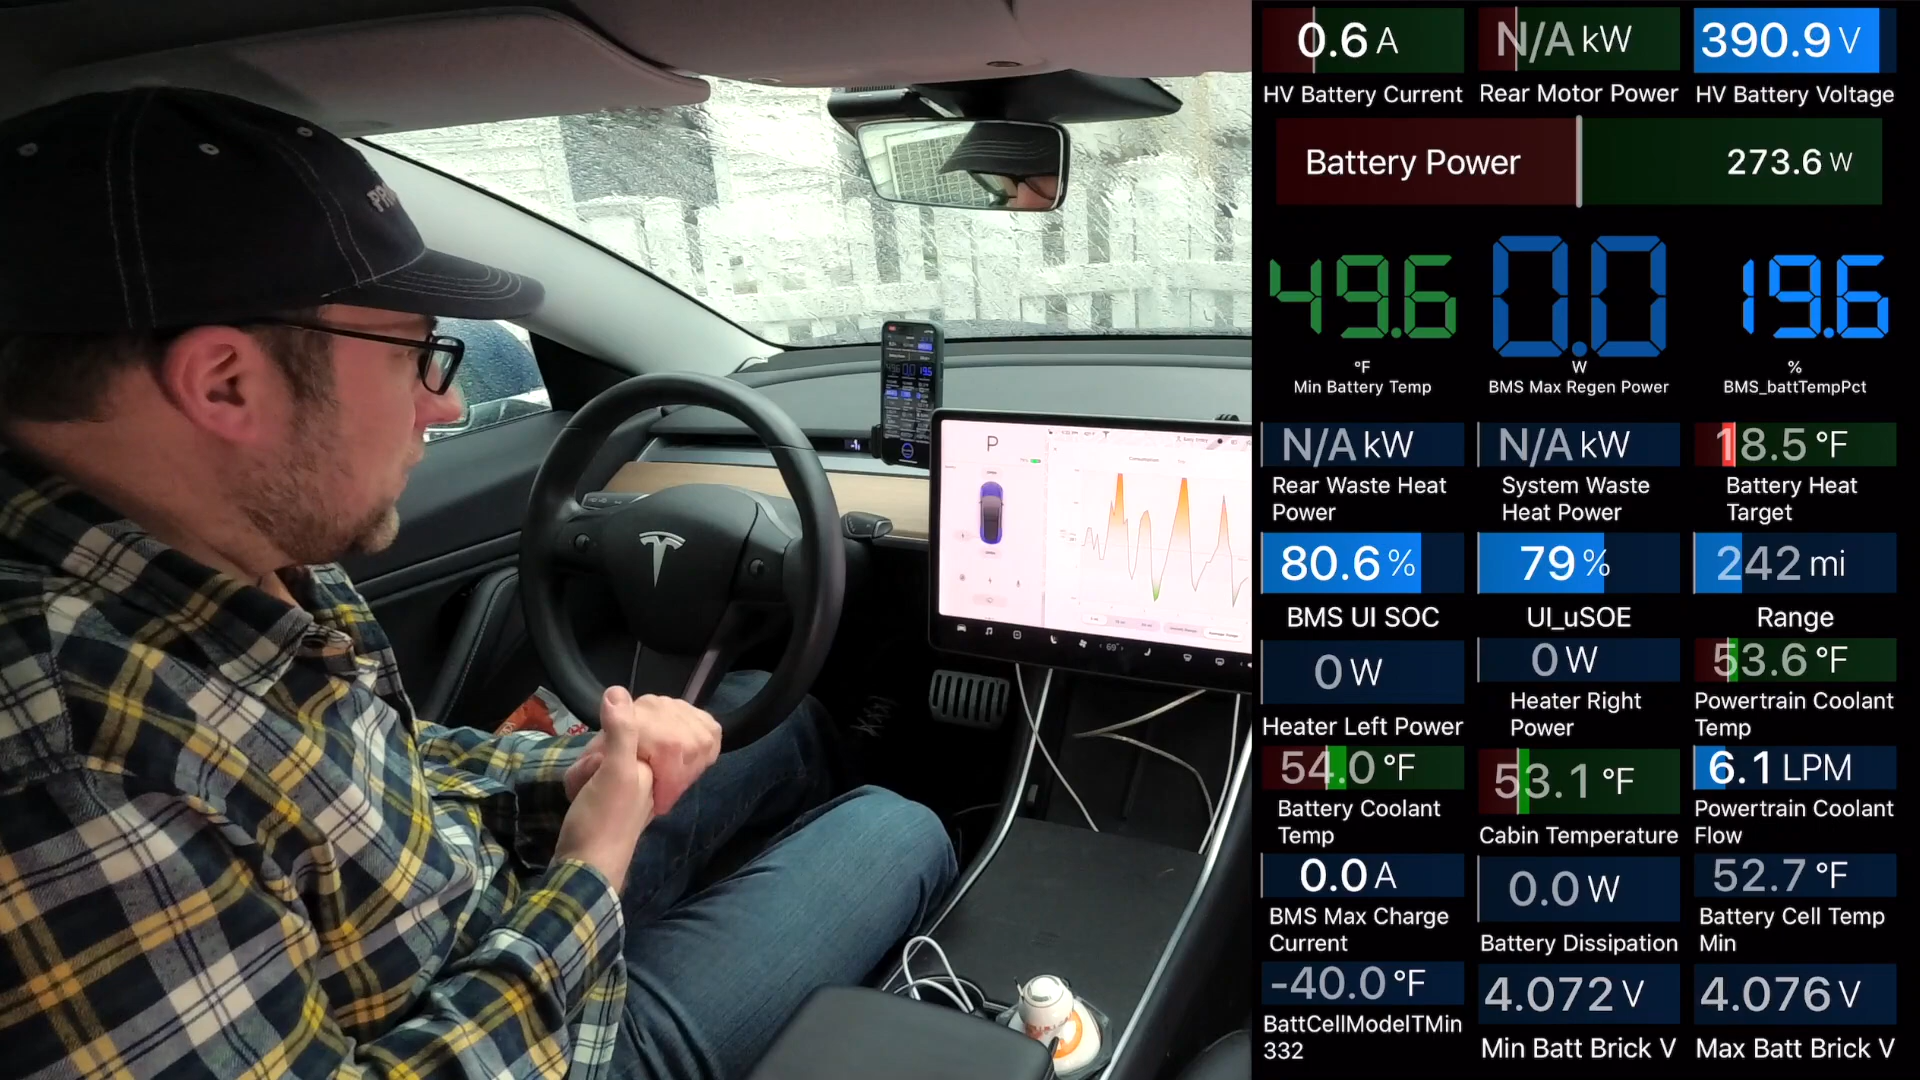 0.6 A
HV Battery Current
N/A kW
Rear Motor Power
390.9 V
HV Battery Voltage
Battery Power
273.6 W
49.6
°F
Min Battery Temp
0.0
W
BMS Max Regen Power
19.6
%
BMS_battTempPct
N/A kW
Rear Waste Heat
Power
N/A kW
System Waste
Heat Power
18.5 °F
Battery Heat
Target
80.6 %
BMS UI SOC
79 %
UI_uSOE
242 mi
Range
0 W
Heater Left Power
0 W
Heater Right
Power
53.6 °F
Powertrain Coolant
Temp
54.0 °F
Battery Coolant
Temp
53.1 °F
Cabin Temperature
6.1 LPM
Powertrain Coolant
Flow
0.0 A
BMS Max Charge
Current
0.0 W
Battery Dissipation
52.7 °F
Battery Cell Temp
Min
-40.0 °F
BattCellModelTMin
332
4.072 V
Min Batt Brick V
4.076 V
Max Batt Brick V
P
Consumption
69°